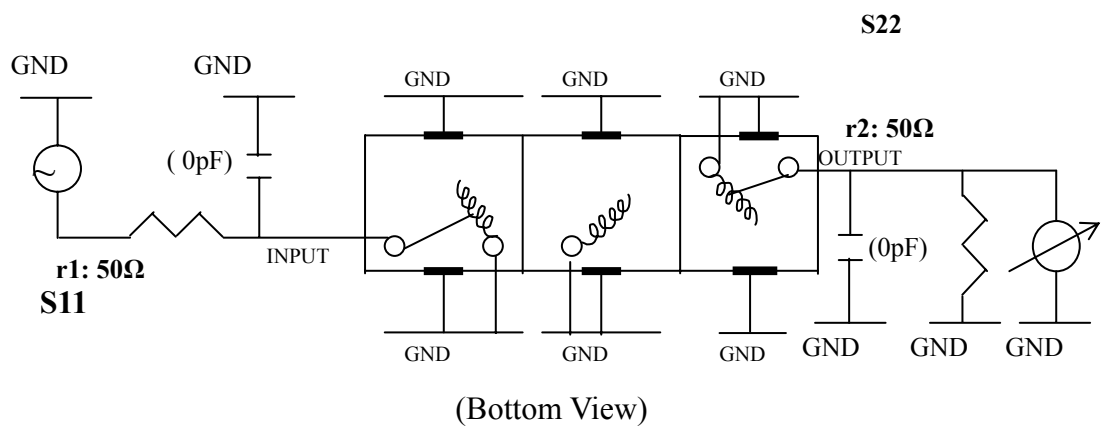 S22
GND
GND
GND
GND
GND
r2: 50Ω
( 0pF)
OUTPUT
INPUT
(0pF)
r1: 50Ω
S11
GND
GND
GND
GND
GND
GND
(Bottom View)